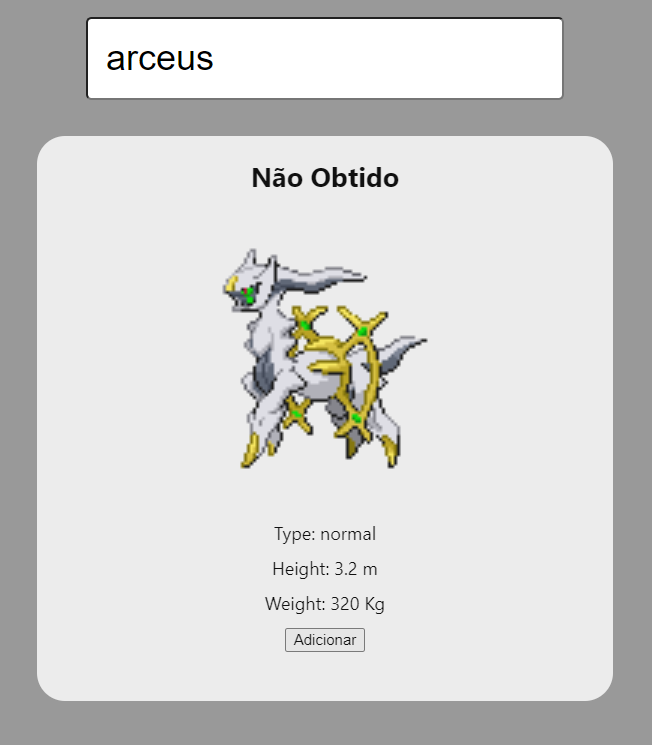 arceus
Não Obtido
Type: normal
Height: 3.2 m
Weight: 320 Kg
Adicionar